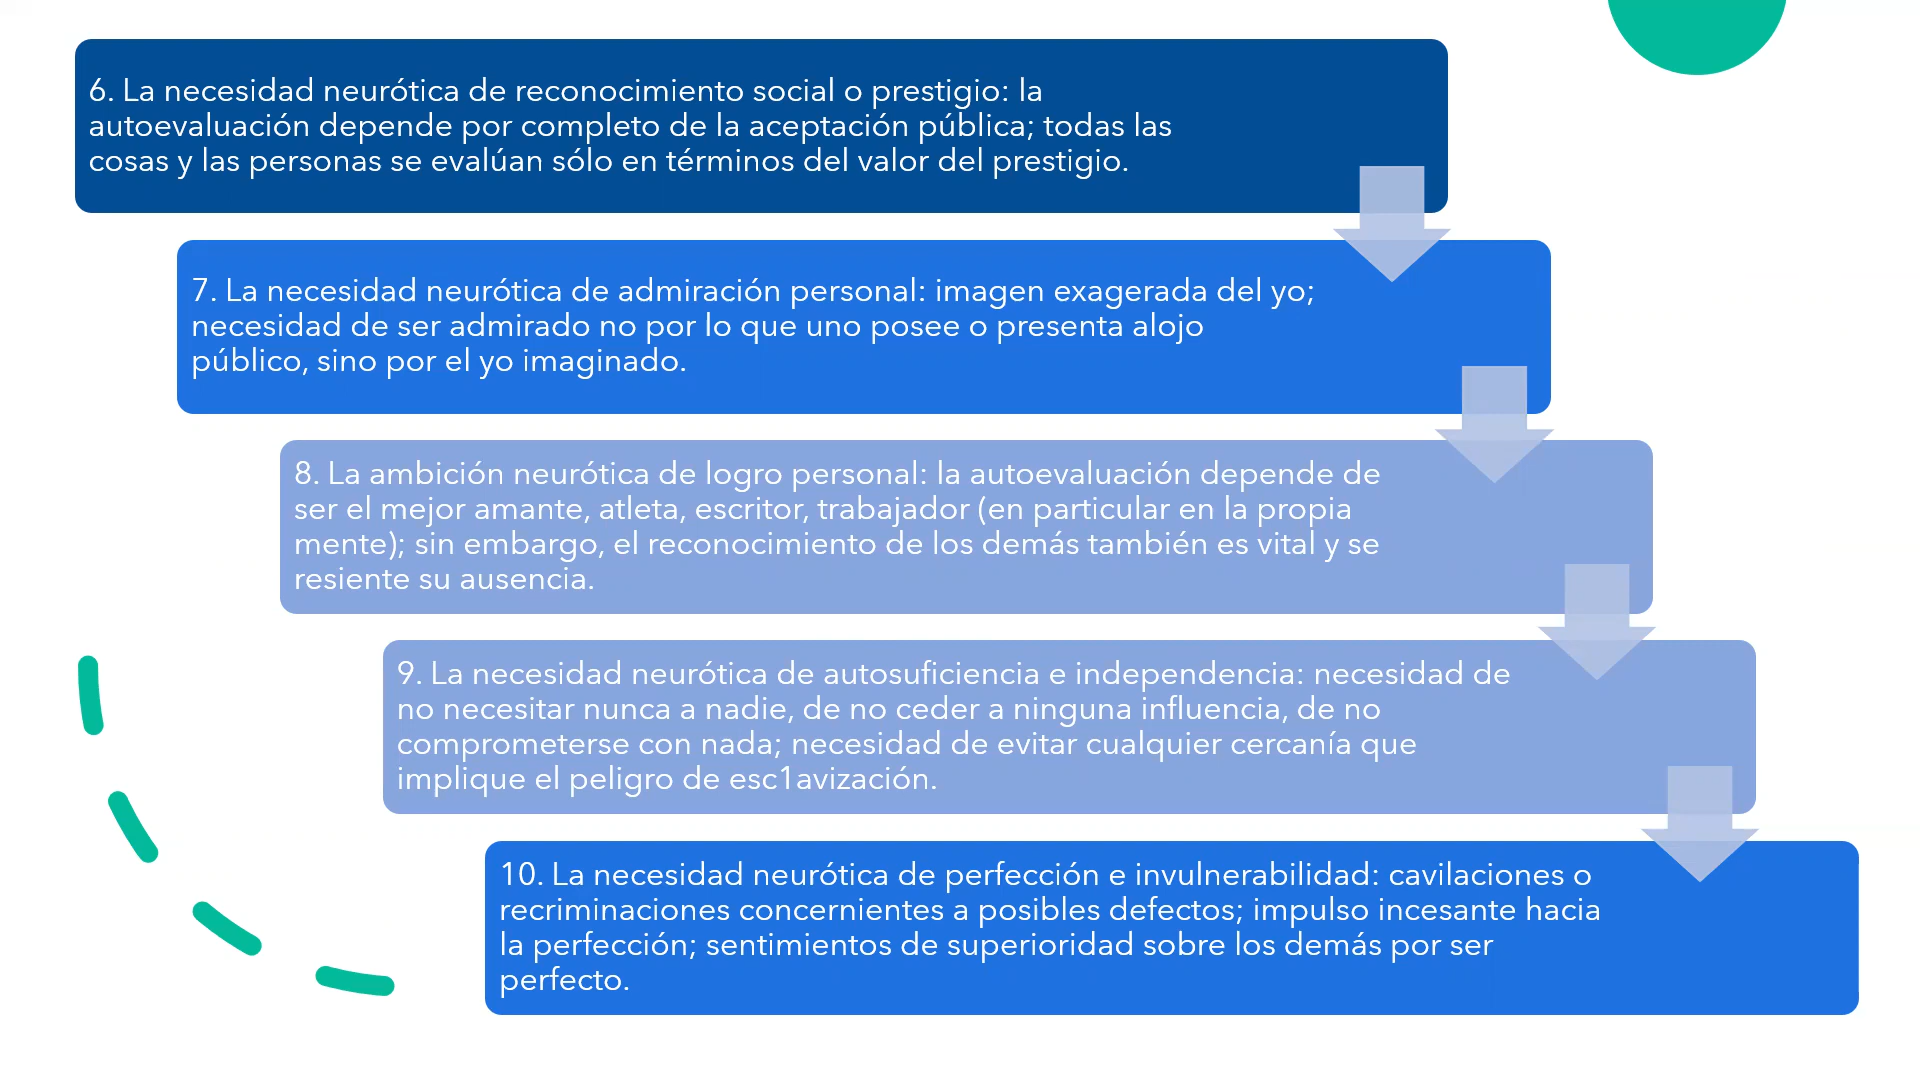 6. La necesidad neurótica de reconocimiento social o prestigio: la
autoevaluación depende por completo de la aceptación pública; todas las
cosas y las personas se evalúan sólo en términos del valor del prestigio.
7. La necesidad neurótica de admiración personal: imagen exagerada del yo;
necesidad de ser admirado no por lo que uno posee o presenta alojo
público, sino por el yo imaginado.
8. La ambición neurótica de logro personal: la autoevaluación depende de
ser el mejor amante, atleta, escritor, trabajador (en particular en la propia
mente); sin embargo, el reconocimiento de los demás también es vital y se
resiente su ausencia.
9. La necesidad neurótica de autosuficiencia e independencia: necesidad de
no necesitar nunca a nadie, de no ceder a ninguna influencia, de no
comprometerse con nada; necesidad de evitar cualquier cercanía que
implique el peligro de esc1avización.
10. La necesidad neurótica de perfección e invulnerabilidad: cavilaciones o
recriminaciones concernientes a posibles defectos; impulso incesante hacia
la perfección; sentimientos de superioridad sobre los demás por ser
perfecto.